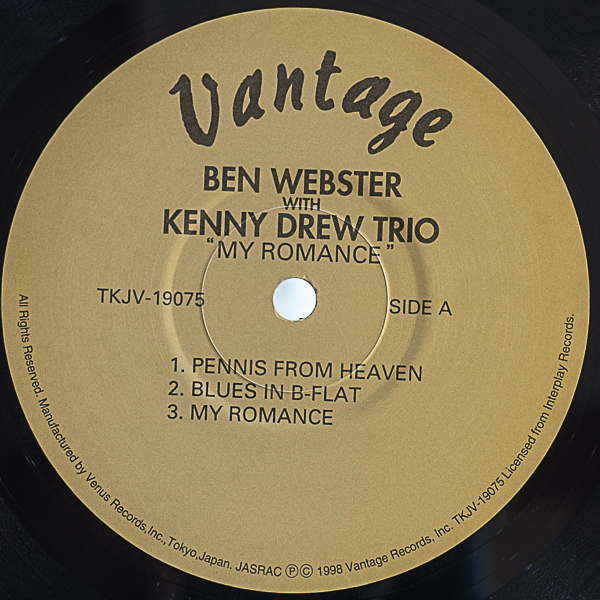 Vantage
BEN WEBSTER
WITH
KENNY DREW TRIO
"MY ROMANCE"
TKJV-19075
SIDE A
1. PENNIS FROM HEAVEN
2. BLUES IN B-FLAT
3. MY ROMANCE
All Rights Reserved. Manufactured by Venus Records,Inc.,Tokyo,Japan. JASRAC Ⓟ Ⓒ 1998 Vantage Records, Inc. TKJV-19075 Licensed from Interplay Records.